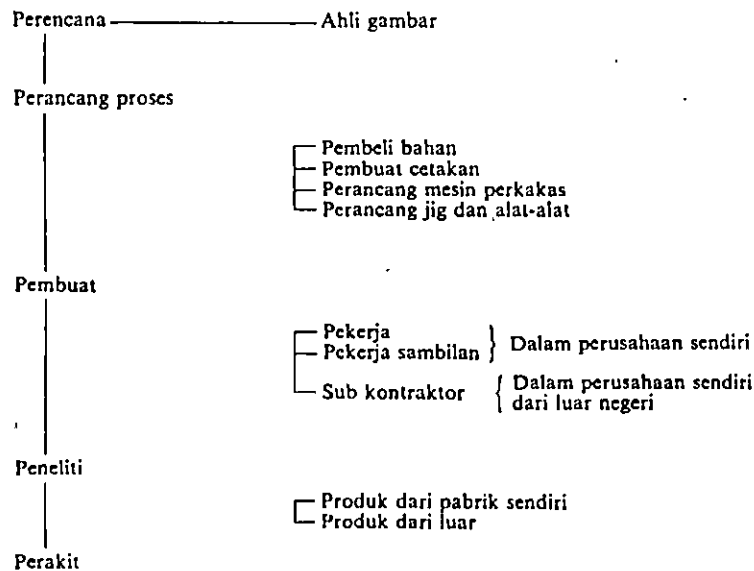 Perencana Ahli gambar
Perancang proses
Pembeli bahan
Pembuat cetakan
Perancang mesin perkakas
Perancang jig dan alat-alat
Pembuat
Pekerja
Pekerja sambilan } Dalam perusahaan sendiri
Sub kontraktor { Dalam perusahaan sendiri
dari luar negeri
Peneliti
Produk dari pabrik sendiri
Produk dari luar
Perakit